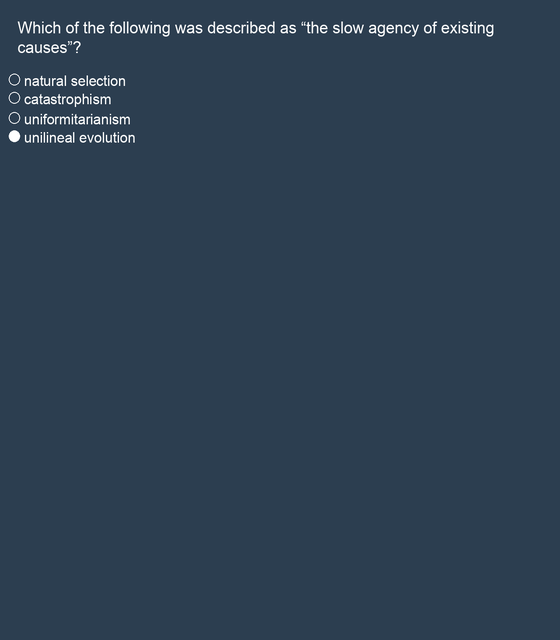 Which of the following was described as “the slow agency of existing
causes”?
natural selection
catastrophism
uniformitarianism
unilineal evolution